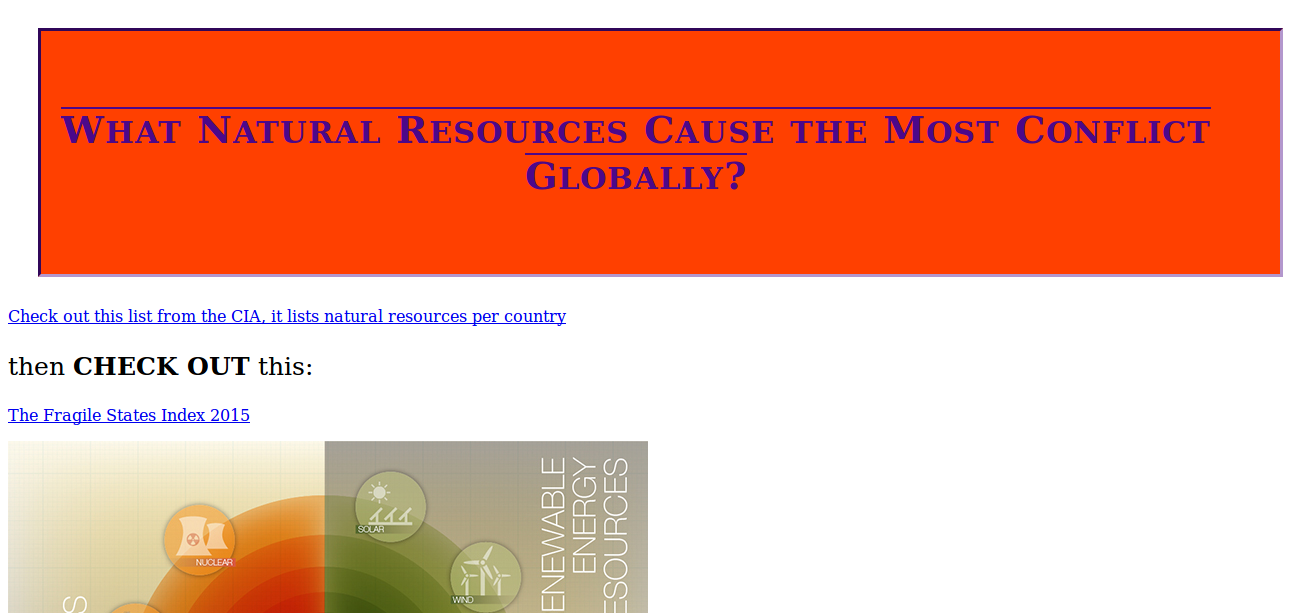 What Natural Resources Cause the Most Conflict
Globally?
Check out this list from the CIA, it lists natural resources per country
then CHECK OUT this:
The Fragile States Index 2015
SOLAR
NUCLEAR
WIND
ENEWABLE
ENERGY
ESOURCES
S